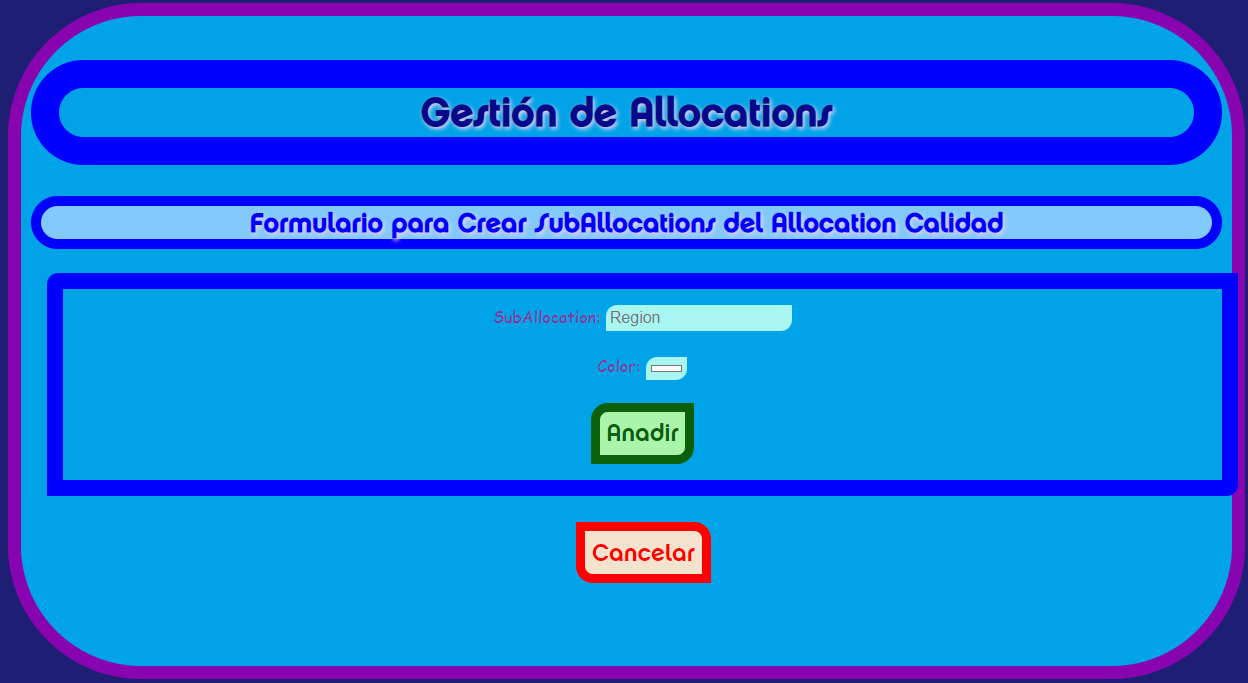 Gestión de Allocations
Formulario para Crear SubAllocations del Allocation Calidad
SubAllocation: Region
Color:
Anadir
Cancelar